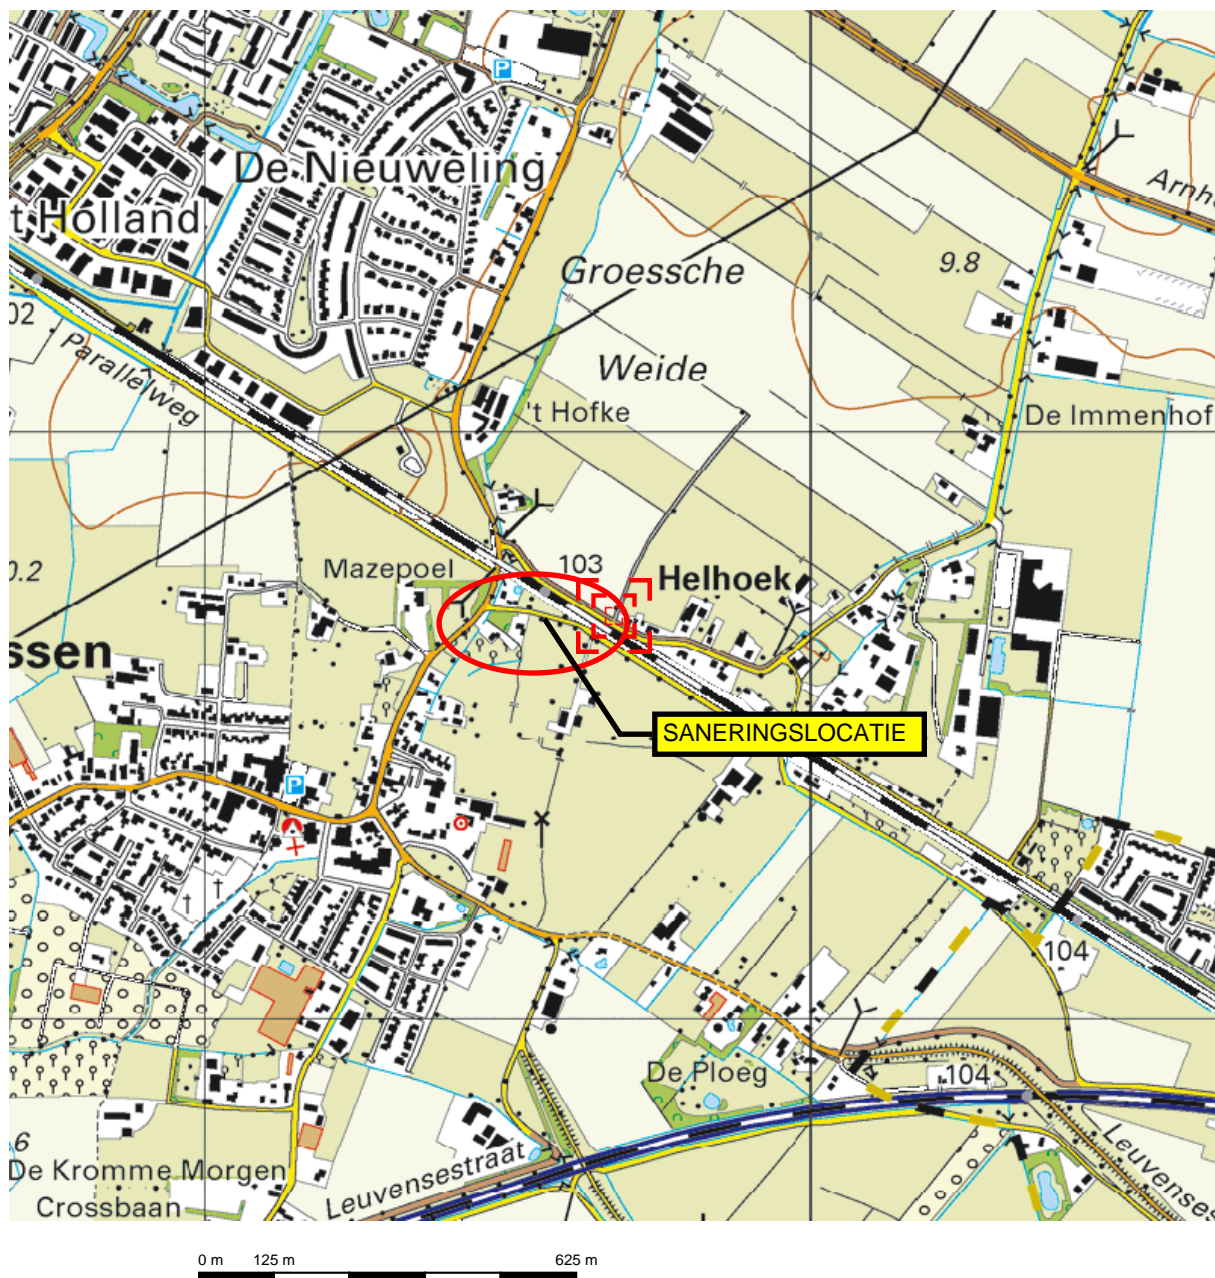 P
De Nieuweling
t Holland
Arnh
Groessche
9.8
02
Parallelweg
Weide
't Hofke
De Immenhof
103
0.2
Mazepoel
Helhoek
ssen
SANERINGSLOCATIE
P
104
De Ploeg
104
6
De Kromme Morgen
Crossbaan
Leuvensestraat
Leuvenses
0 m 125 m 625 m